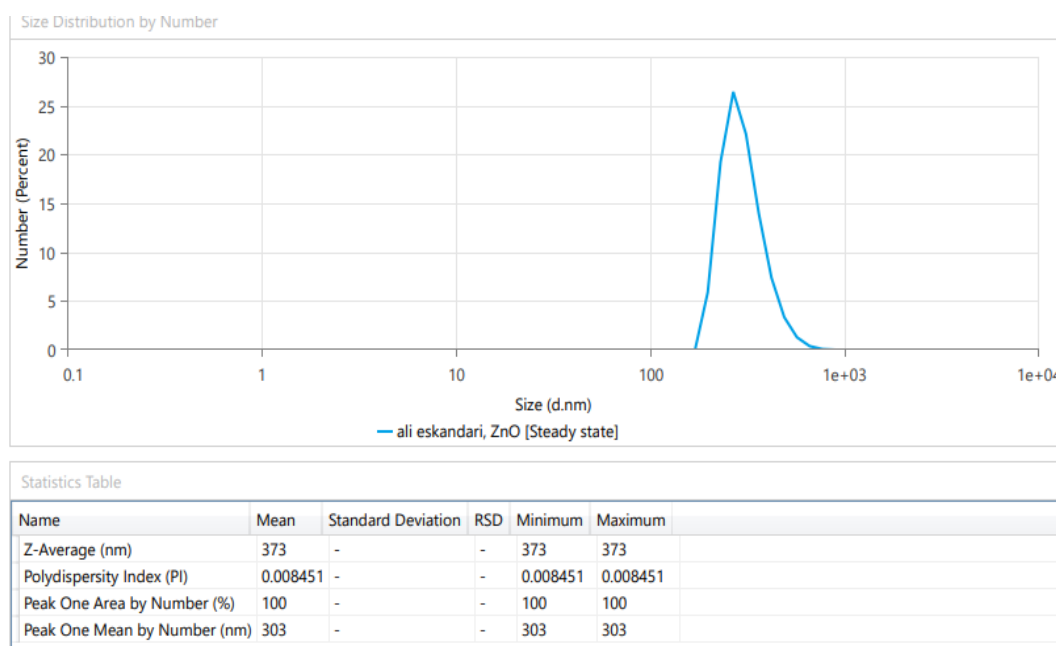 Size Distribution by Number
30
25
20
15
10
5
0
Number (Percent)
0.1 1 10 100 1e+03 1e+04
Size (d.nm)
ali eskandari, ZnO [Steady state]
Statistics Table
Name Mean Standard Deviation RSD Minimum Maximum
Z-Average (nm) 373 - - 373 373
Polydispersity Index (PI) 0.008451 - - 0.008451 0.008451
Peak One Area by Number (%) 100 - - 100 100
Peak One Mean by Number (nm) 303 - - 303 303